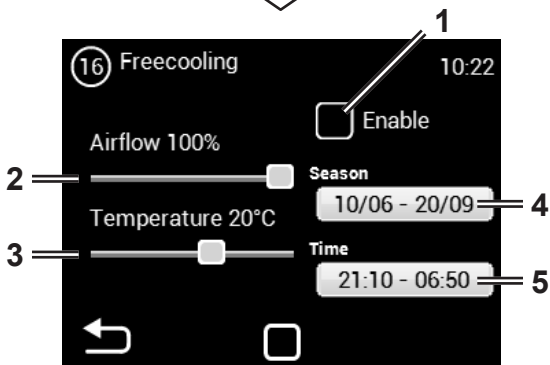 1
16 Freecooling 10:22
Enable
Airflow 100%
2
Season
10/06 - 20/09 4
Temperature 20°C
3
Time
21:10 - 06:50 5